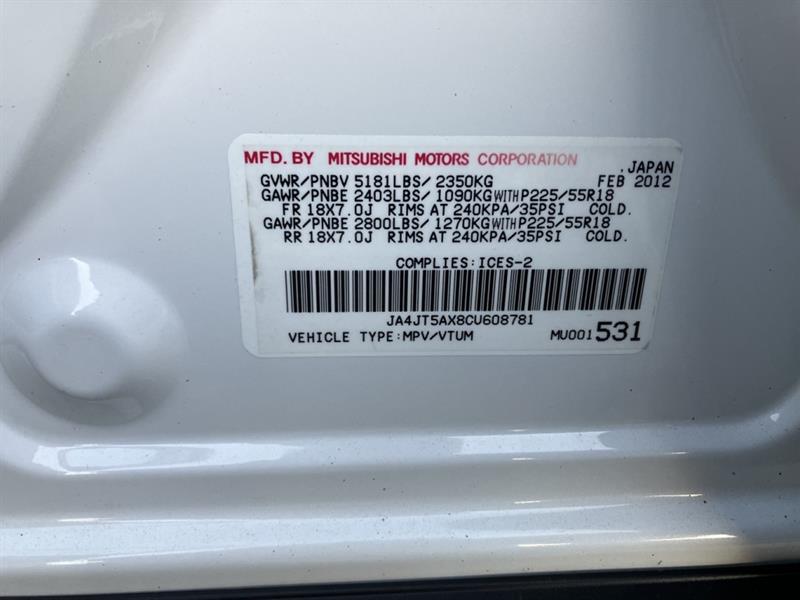 MFD. BY MITSUBISHI MOTORS CORPORATION ,JAPAN
GVWR/PNBV 5181LBS/ 2350KG FEB 2012
GAWR/PNBE 2403LBS/ 1090KG WITH P225/55R18
FR 18X7.0J RIMS AT 240KPA/35PSI COLD.
GAWR/PNBE 2800LBS/ 1270KG WITH P225/55R18
RR 18X7.0J RIMS AT 240KPA/35PSI COLD.
COMPLIES:ICES-2
JA4JT5AX8CU608781
VEHICLE TYPE:MPV/VTUM MU001531